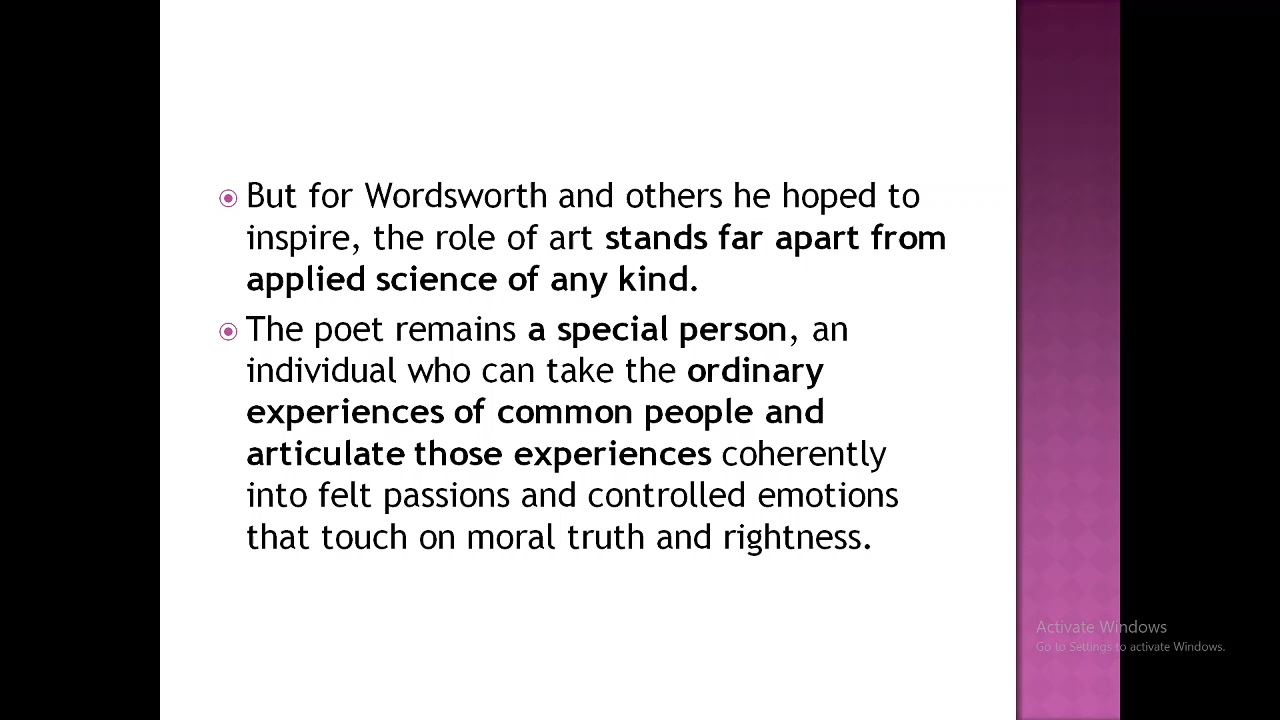 But for Wordsworth and others he hoped to
inspire, the role of art stands far apart from
applied science of any kind.
The poet remains a special person, an
individual who can take the ordinary
experiences of common people and
articulate those experiences coherently
into felt passions and controlled emotions
that touch on moral truth and rightness.
Activate Windows
Go to Settings to activate Windows.